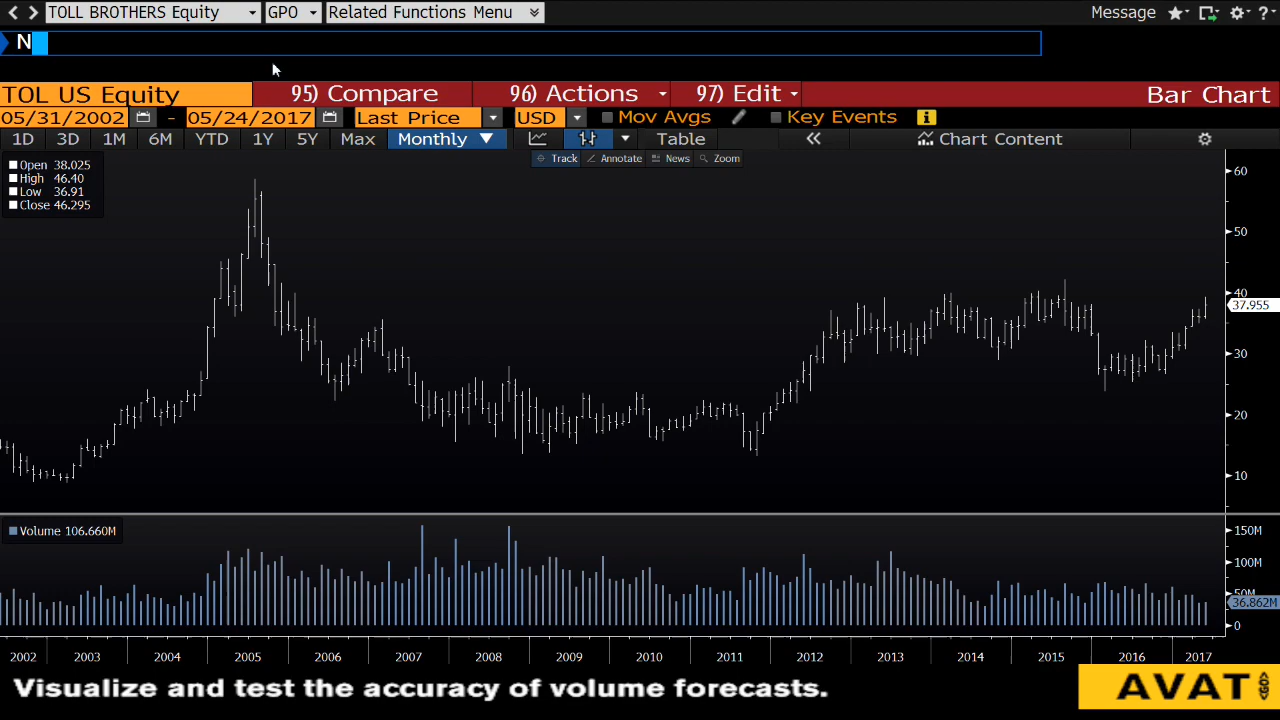 TOLL BROTHERS Equity GPO Related Functions Menu Message ?
N
TOL US Equity 95) Compare 96) Actions 97) Edit Bar Chart
05/31/2002 - 05/24/2017 Last Price USD Mov Avgs Key Events i
1D 3D 1M 6M YTD 1Y 5Y Max Monthly Table Chart Content
Track Annotate News Zoom
Open 38.025
High 46.40
Low 36.91
Close 46.295
60
50
40
37.955
30
20
10
Volume 106.660M
150M
100M
50M
36.862M
0
2002 2003 2004 2005 2006 2007 2008 2009 2010 2011 2012 2013 2014 2015 2016 2017
Visualize and test the accuracy of volume forecasts.
AVAT GO